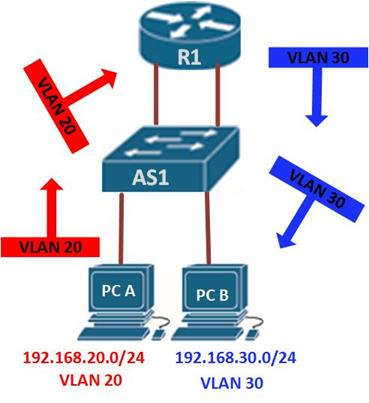 R1
VLAN 30
VLAN 20
AS1
VLAN 30
VLAN 20
PC A
PC B
192.168.20.0/24
VLAN 20
192.168.30.0/24
VLAN 30